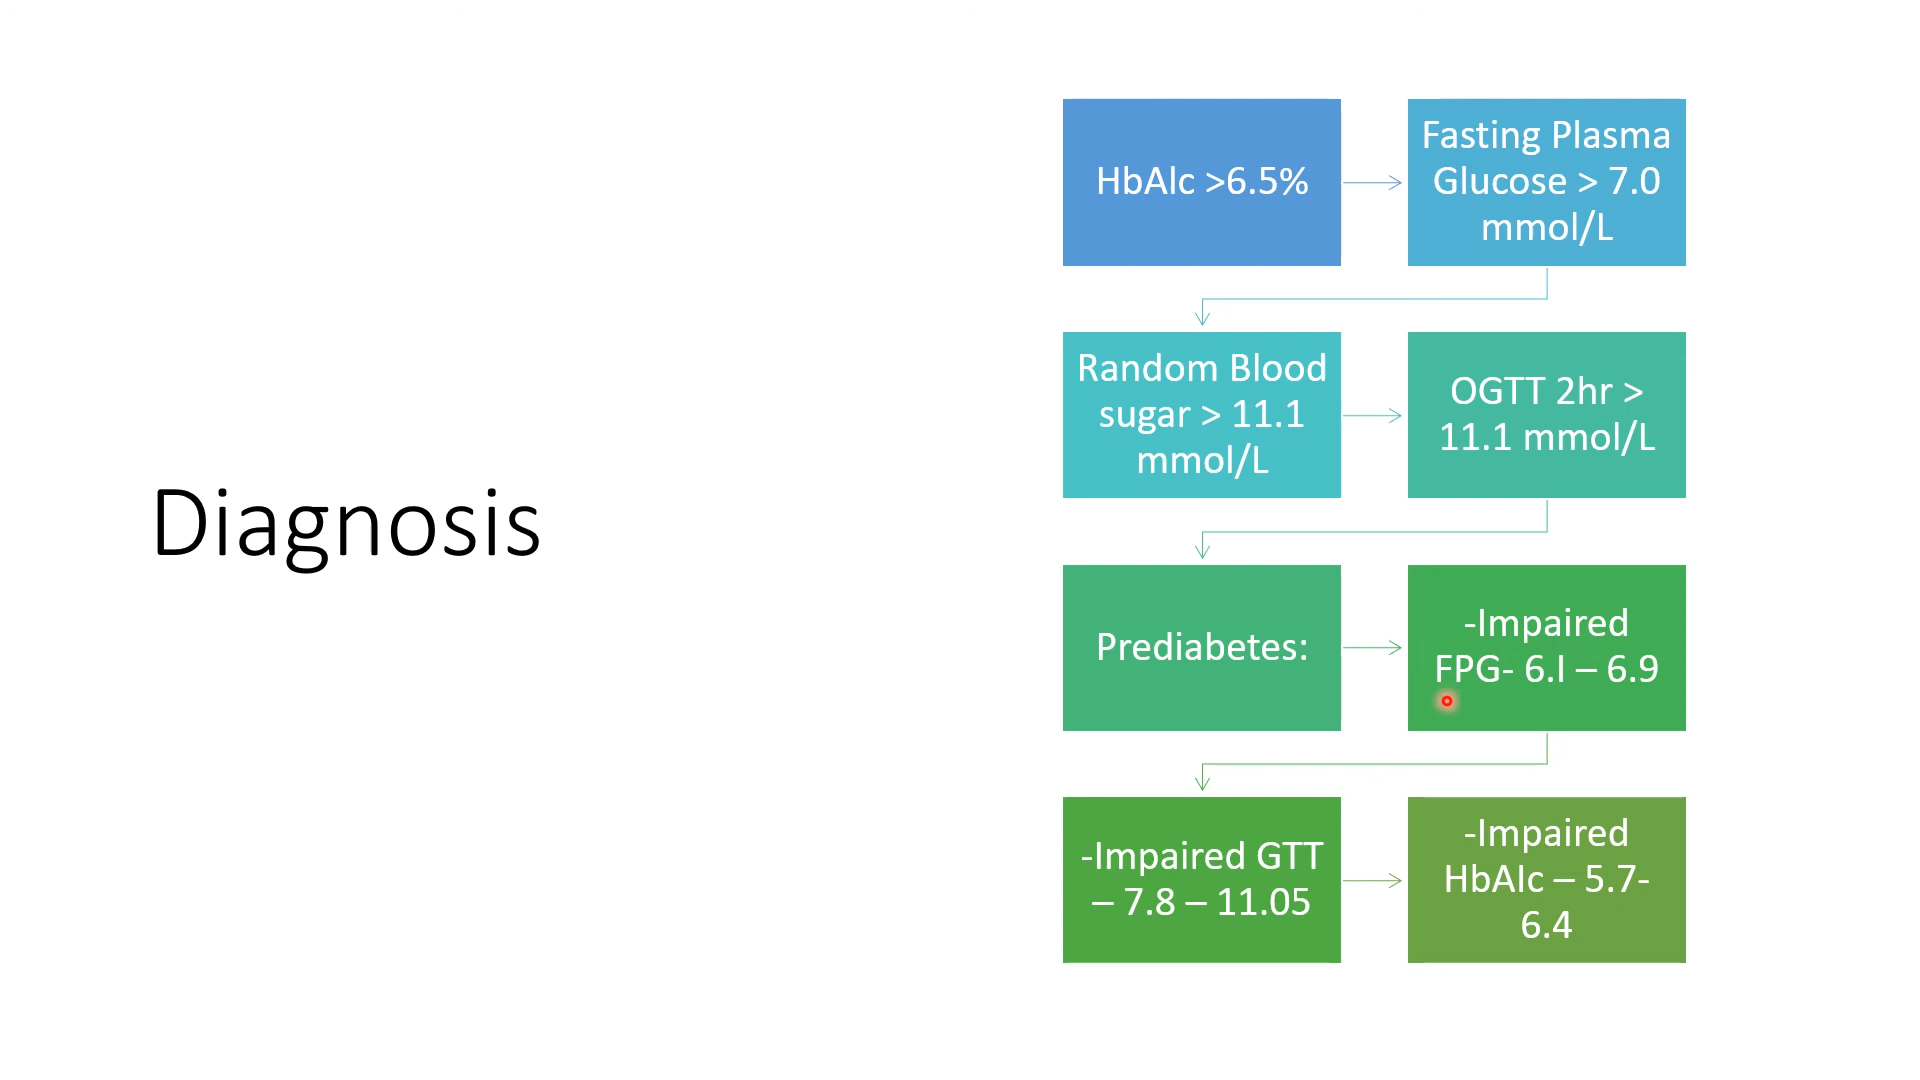 Diagnosis
HbAlc >6.5%
Fasting Plasma
Glucose > 7.0
mmol/L
Random Blood
sugar > 11.1
mmol/L
OGTT 2hr >
11.1 mmol/L
Prediabetes:
-Impaired
FPG- 6.I – 6.9
-Impaired GTT
– 7.8 – 11.05
-Impaired
HbAIc – 5.7-
6.4